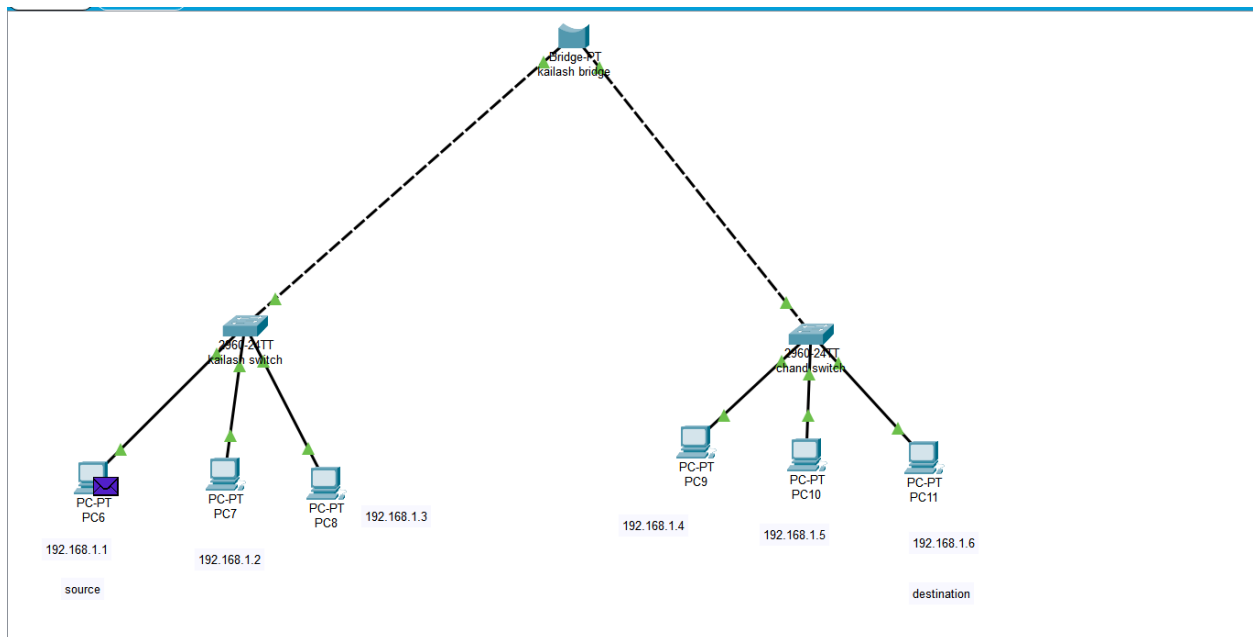 Bridge-PT
kailash bridge
2960-24TT
kailash switch
2960-24TT
chand switch
PC-PT
PC6
PC-PT
PC7
PC-PT
PC8
192.168.1.3
PC-PT
PC9
PC-PT
PC10
PC-PT
PC11
192.168.1.1
192.168.1.2
192.168.1.4
192.168.1.5
192.168.1.6
source
destination